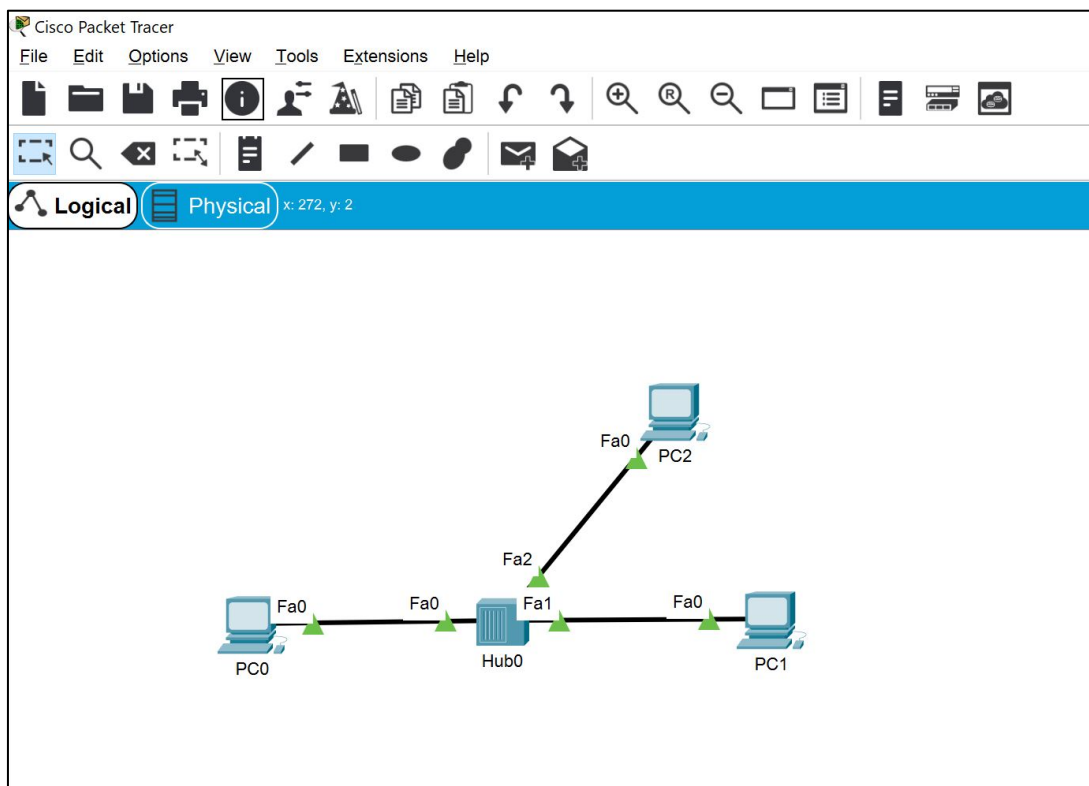 Cisco Packet Tracer
File Edit Options View Tools Extensions Help
R
Logical Physical x: 272, y: 2
Fa0
PC2
Fa2
Fa0 Fa0 Fa1 Fa0
PC0 Hub0 PC1